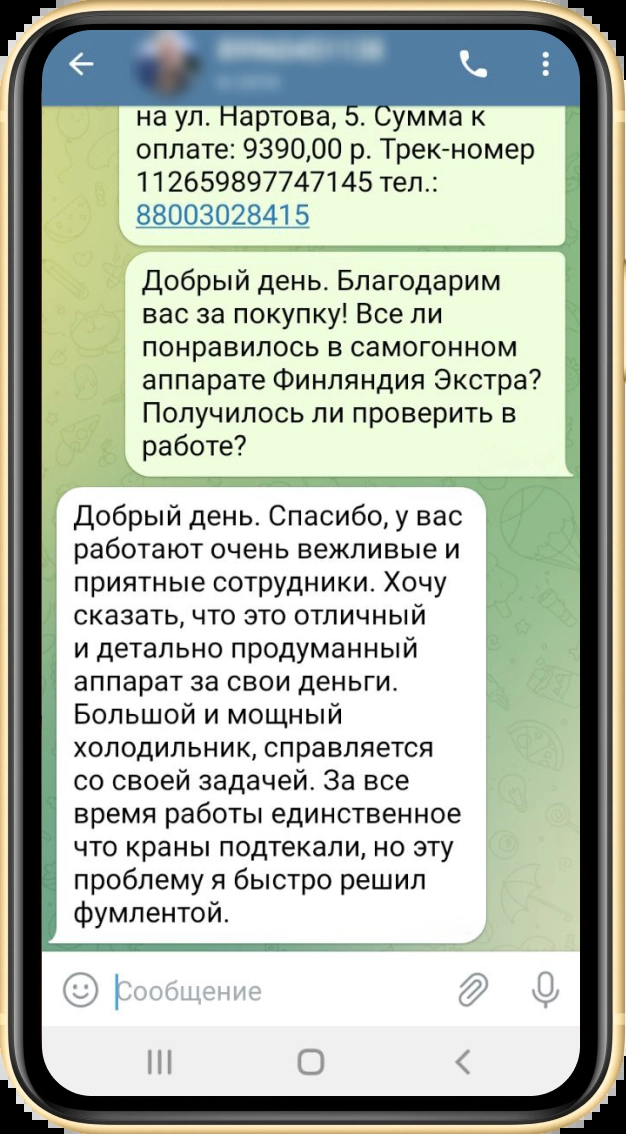 на ул. Нартова, 5. Сумма к
оплате: 9390,00 р. Трек-номер
112659897747145 тел.:
88003028415
Добрый день. Благодарим
вас за покупку! Все ли
понравилось в самогонном
аппарате Финляндия Экстра?
Получилось ли проверить в
работе?
Добрый день. Спасибо, у вас
работают очень вежливые и
приятные сотрудники. Хочу
сказать, что это отличный
и детально продуманный
аппарат за свои деньги.
Большой и мощный
холодильник, справляется
со своей задачей. За все
время работы единственное
что краны подтекали, но эту
проблему я быстро решил
фумлентой.
Сообщение